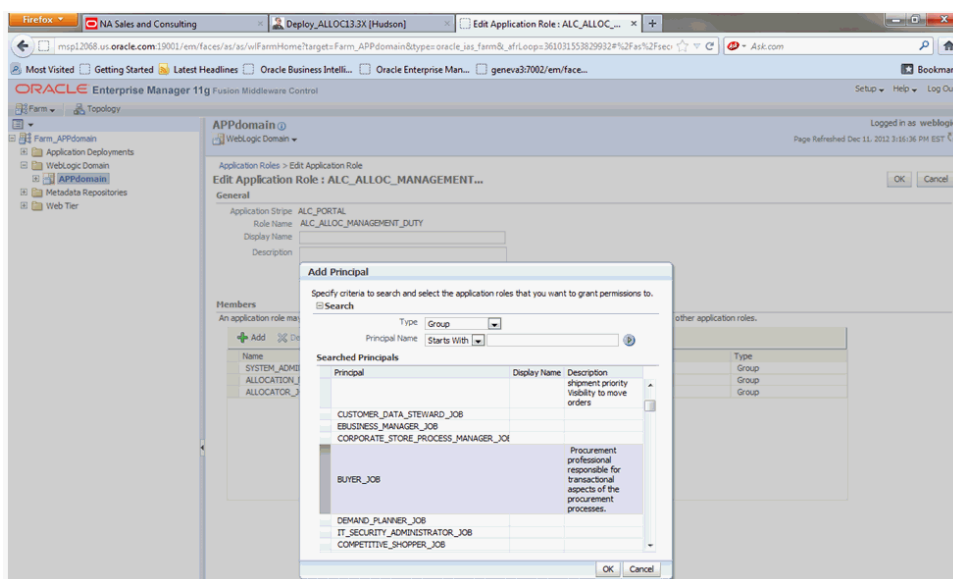 Firefox
NA Sales and Consulting
Deploy_ALLOC13.3X [Hudson]
Edit Application Role : ALC_ALLOC_...
msp12068.us.oracle.com:19001/em/faces/as/as/wlFarmHome?target=Farm_APPdomain&type=oracle_ias_farm&_afrLoop=361031553829932#%2Fas%2Fsec
Ask.com
Most Visited
Getting Started
Latest Headlines
Oracle Business Intelli...
Oracle Enterprise Man...
geneva3:7002/em/face...
Bookmar
ORACLE Enterprise Manager 11g Fusion Middleware Control
Setup Help Log Ou
Farm Topology
Farm_APPdomain
Application Deployments
WebLogic Domain
APPdomain
Metadata Repositories
Web Tier
APPdomain
WebLogic Domain
Logged in as weblogi
Page Refreshed Dec 11, 2012 3:16:36 PM EST
Application Roles > Edit Application Role
Edit Application Role : ALC_ALLOC_MANAGEMENT...
OK Cancel
General
Application Stripe ALC_PORTAL
Role Name ALC_ALLOC_MANAGEMENT_DUTY
Display Name
Description
Members
An application role may
other application roles.
Add De
Name Type
SYSTEM_ADMI Group
ALLOCATION_ Group
ALLOCATOR_J Group
Add Principal
Specify criteria to search and select the application roles that you want to grant permissions to.
Search
Type Group
Principal Name Starts With
Searched Principals
Principal Display Name Description
shipment priority
Visibility to move
orders
CUSTOMER_DATA_STEWARD_JOB
EBUSINESS_MANAGER_JOB
CORPORATE_STORE_PROCESS_MANAGER_JOB
BUYER_JOB
Procurement
professional
responsible for
transactional
aspects of the
procurement
processes.
DEMAND_PLANNER_JOB
IT_SECURITY_ADMINISTRATOR_JOB
COMPETITIVE_SHOPPER_JOB
OK Cancel